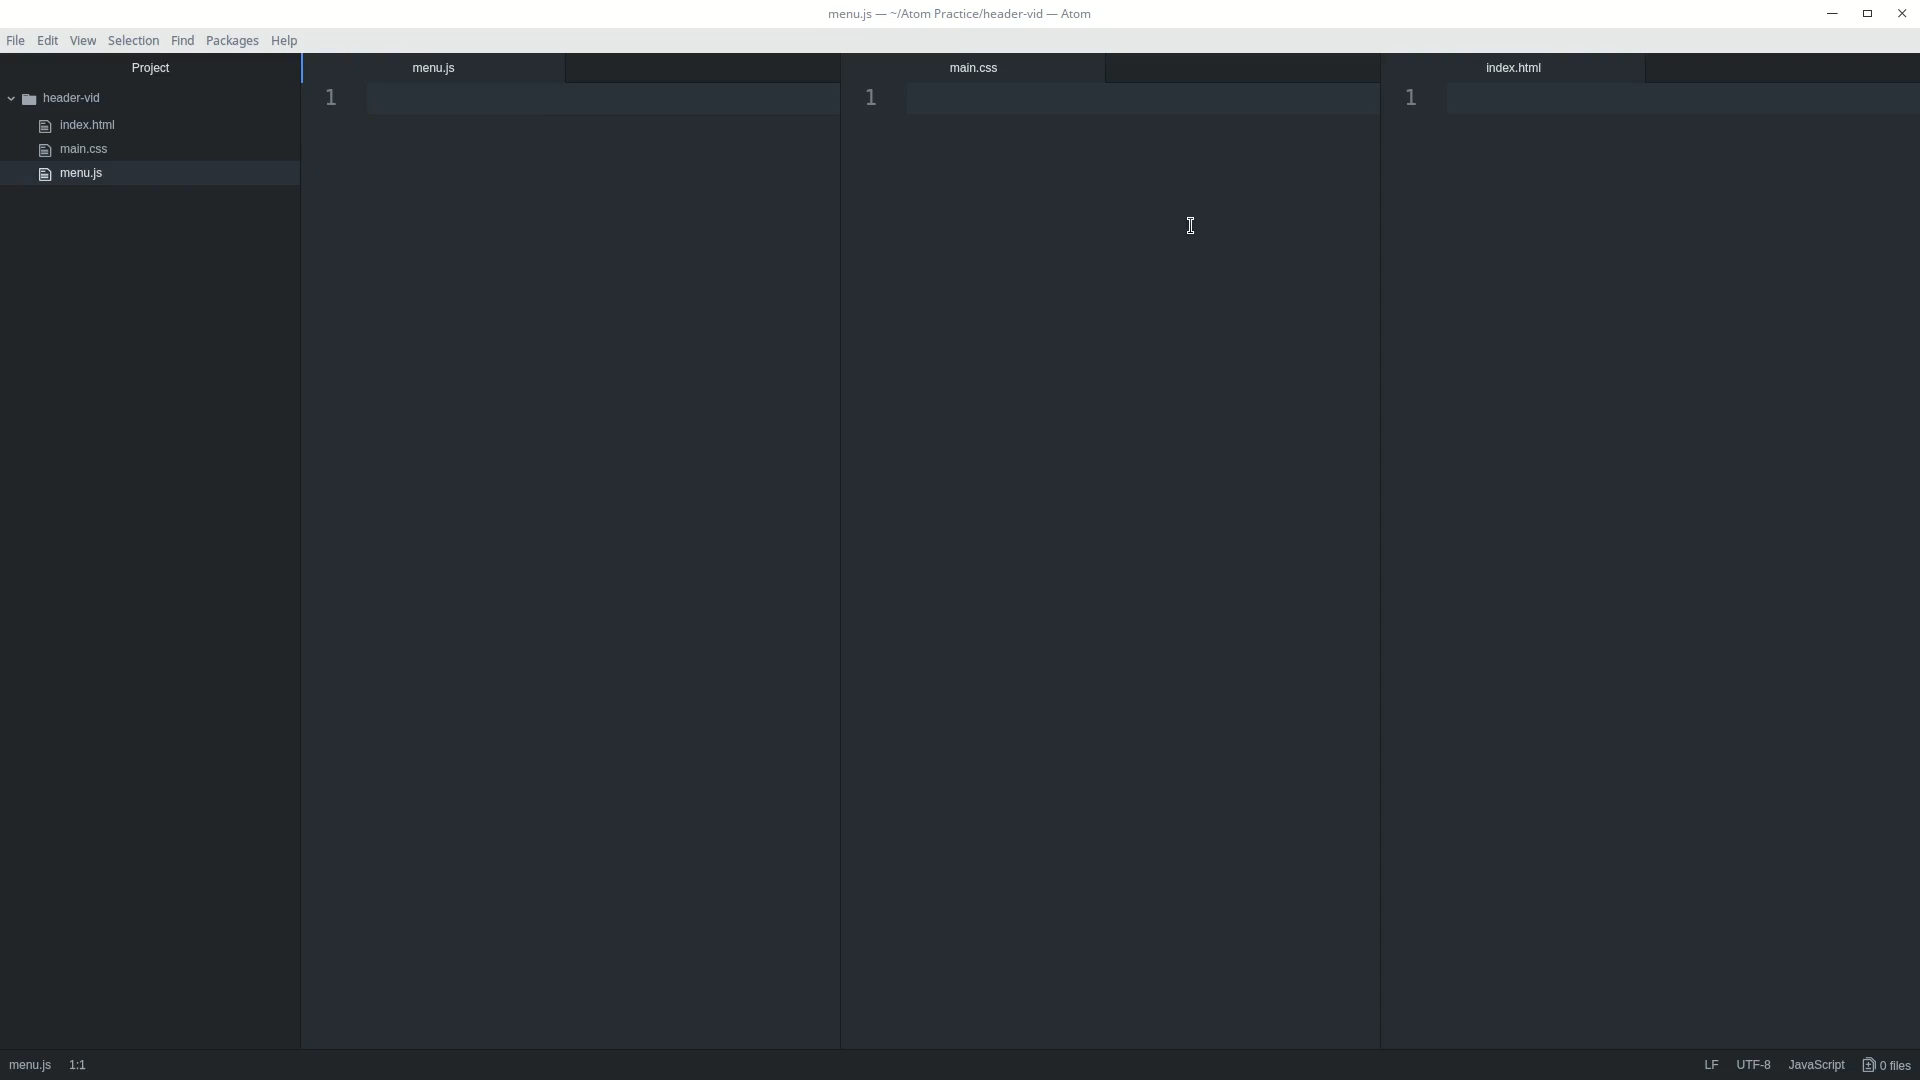 menu.js — ~/Atom Practice/header-vid — Atom
File Edit View Selection Find Packages Help
Project
header-vid
index.html
main.css
menu.js
menu.js
1
main.css
1
index.html
1
menu.js 1:1
LF UTF-8 JavaScript 0 files